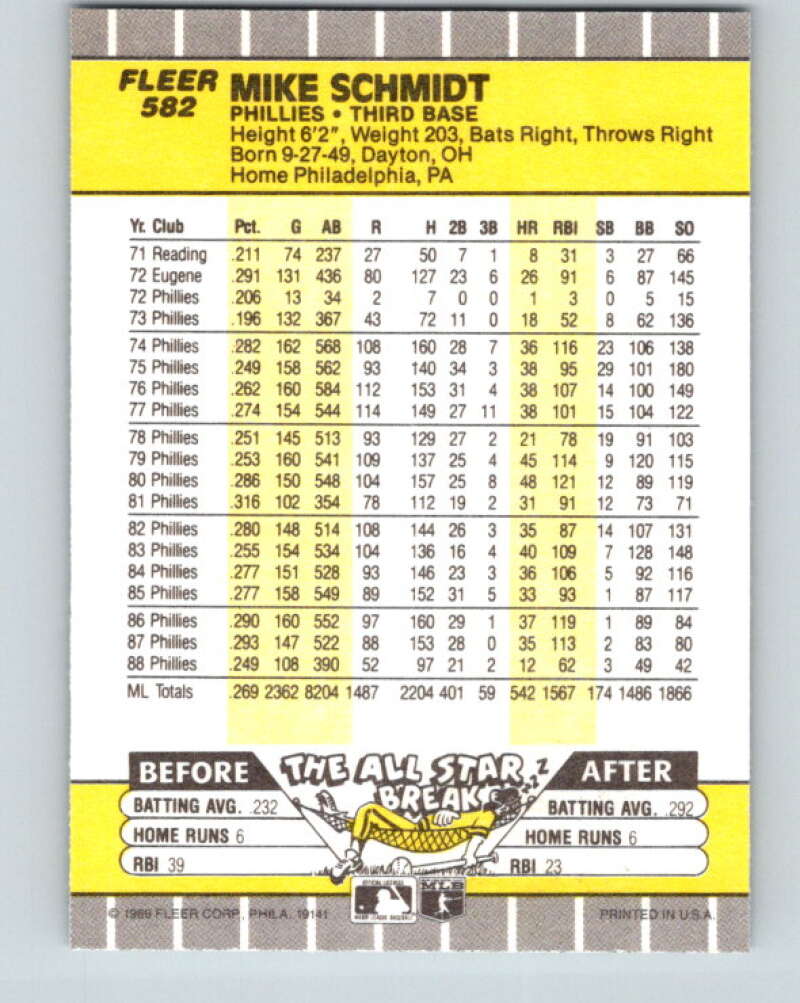 FLEER
582
MIKE SCHMIDT
PHILLIES • THIRD BASE
Height 6'2", Weight 203, Bats Right, Throws Right
Born 9-27-49, Dayton, OH
Home Philadelphia, PA
Yr. Club Pct. G AB R H 2B 3B HR RBI SB BB SO
71 Reading .211 74 237 27 50 7 1 8 31 3 27 66
72 Eugene .291 131 436 80 127 23 6 26 91 6 87 145
72 Phillies .206 13 34 2 7 0 0 1 3 0 5 15
73 Phillies .196 132 367 43 72 11 0 18 52 8 62 136
74 Phillies .282 162 568 108 160 28 7 36 116 23 106 138
75 Phillies .249 158 562 93 140 34 3 38 95 29 101 180
76 Phillies .262 160 584 112 153 31 4 38 107 14 100 149
77 Phillies .274 154 544 114 149 27 11 38 101 15 104 122
78 Phillies .251 145 513 93 129 27 2 21 78 19 91 103
79 Phillies .253 160 541 109 137 25 4 45 114 9 120 115
80 Phillies .286 150 548 104 157 25 8 48 121 12 89 119
81 Phillies .316 102 354 78 112 19 2 31 91 12 73 71
82 Phillies .280 148 514 108 144 26 3 35 87 14 107 131
83 Phillies .255 154 534 104 136 16 4 40 109 7 128 148
84 Phillies .277 151 528 93 146 23 3 36 106 5 92 116
85 Phillies .277 158 549 89 152 31 5 33 93 1 87 117
86 Phillies .290 160 552 97 160 29 1 37 119 1 89 84
87 Phillies .293 147 522 88 153 28 0 35 113 2 83 80
88 Phillies .249 108 390 52 97 21 2 12 62 3 49 42
ML Totals .269 2362 8204 1487 2204 401 59 542 1567 174 1486 1866
BEFORE THE ALL STAR BREAK AFTER
BATTING AVG. .232 BATTING AVG. .292
HOME RUNS 6 HOME RUNS 6
RBI 39 RBI 23
MLB
© 1989 FLEER CORP., PHILA. 19141 PRINTED IN U.S.A.